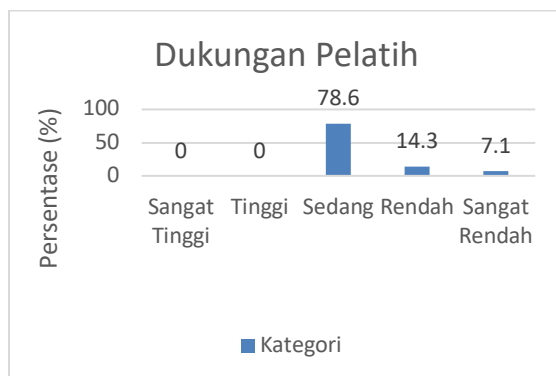 Dukungan Pelatih
Persentase (%)
100
50
0
0
0
78.6
14.3
7.1
Sangat Tinggi
Tinggi
Sedang
Rendah
Sangat Rendah
Kategori